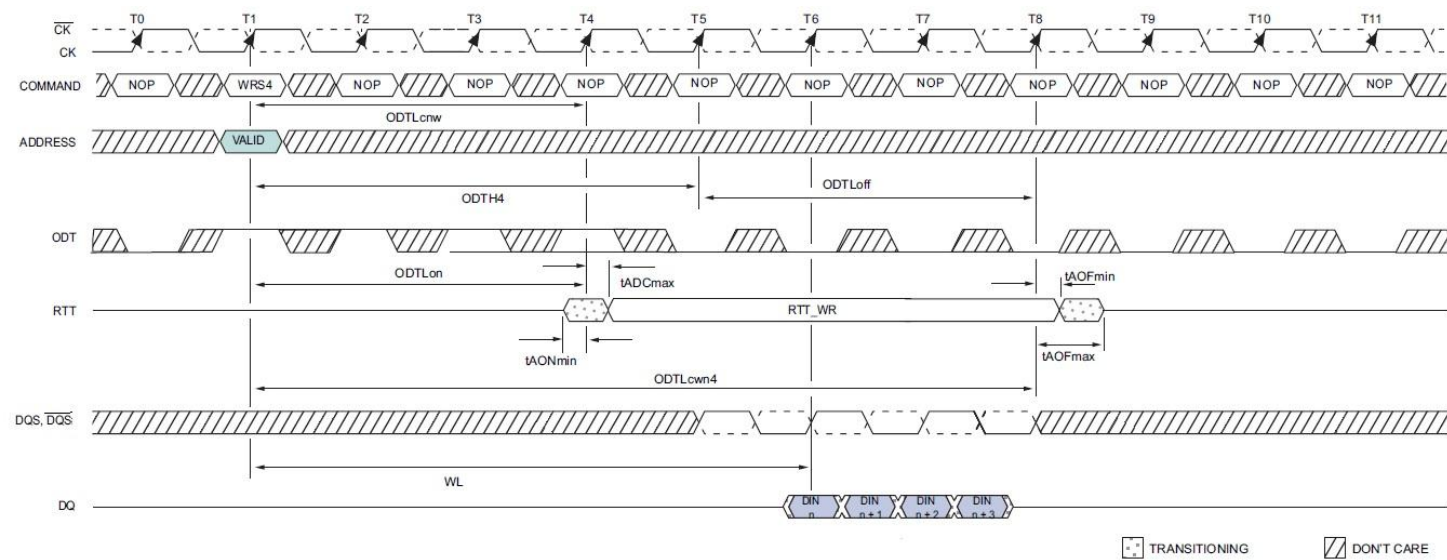 T0 T1 T2 T3 T4 T5 T6 T7 T8 T9 T10 T11
CK
CK
COMMAND NOP WRS4 NOP NOP NOP NOP NOP NOP NOP NOP NOP NOP
ODTLcnw
ADDRESS VALID
ODTH4 ODTLoff
ODT
ODTLon tADCmax tAOFmin
RTT RTT_WR
tAONmin tAOFmax
ODTLcwn4
DQS, DQS
WL
DQ DIN n DIN n + 1 DIN n + 2 DIN n + 3
TRANSITIONING DON'T CARE